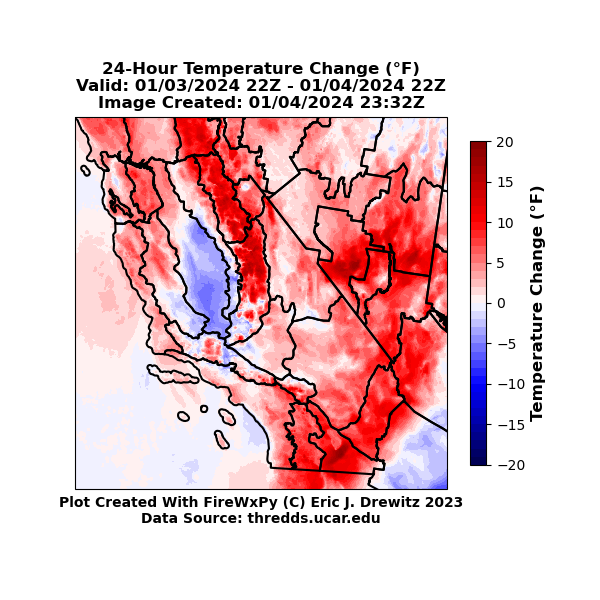 24-Hour Temperature Change (°F)
Valid: 01/03/2024 22Z - 01/04/2024 22Z
Image Created: 01/04/2024 23:32Z
20
15
10
5
0
−5
−10
−15
−20
Temperature Change (°F)
Plot Created With FireWxPy (C) Eric J. Drewitz 2023
Data Source: thredds.ucar.edu